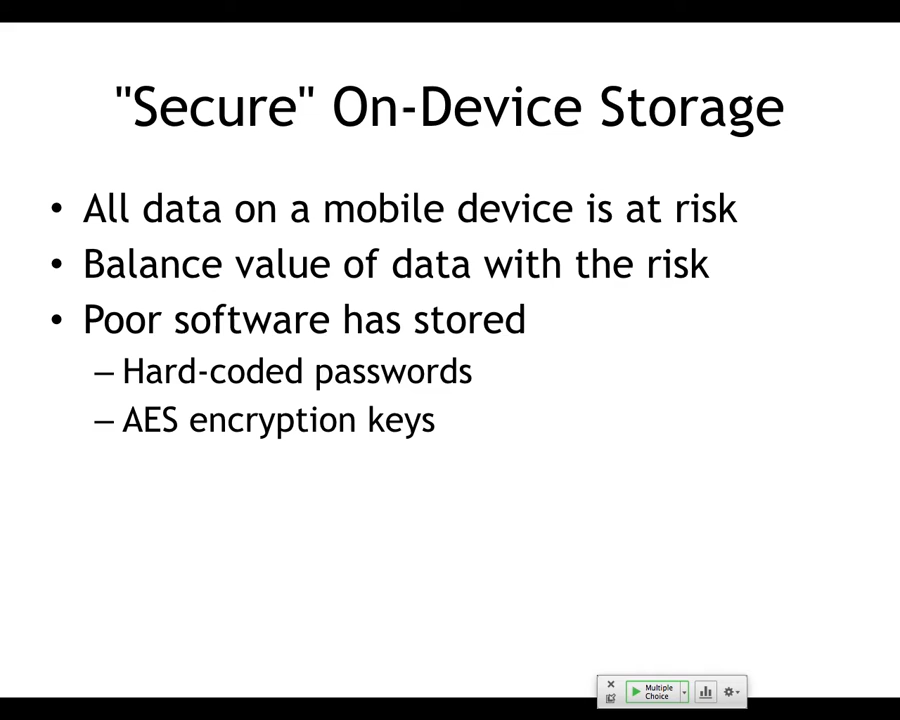 "Secure" On-Device Storage
• All data on a mobile device is at risk
• Balance value of data with the risk
• Poor software has stored
– Hard-coded passwords
– AES encryption keys
Multiple
Choice